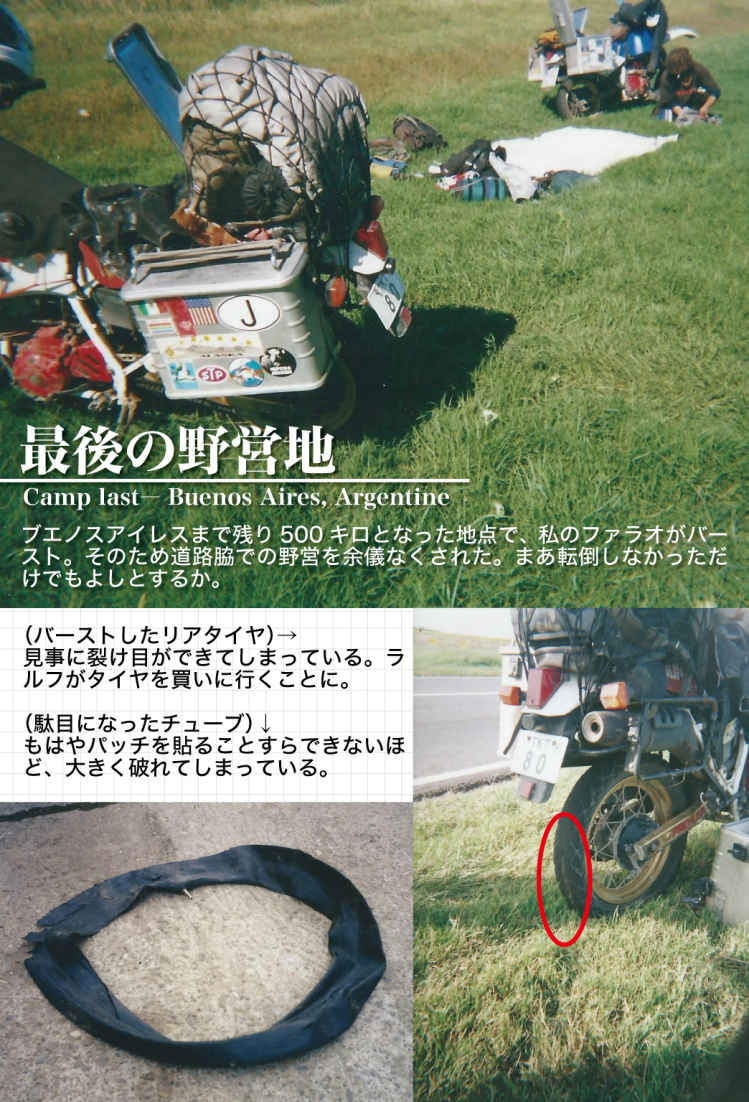 J
STP
8
最後の野営地
Camp last— Buenos Aires, Argentine
ブエノスアイレスまで残り 500 キロとなった地点で、私のファラオがバー
スト。そのため道路脇での野営を余儀なくされた。まあ転倒しなかっただ
けでもよしとするか。
（バーストしたリアタイヤ）→
見事に裂け目ができてしまっている。ラ
ルフがタイヤを買いに行くことに。
（駄目になったチューブ）↓
もはやパッチを貼ることすらできないほ
ど、大きく破れてしまっている。
80